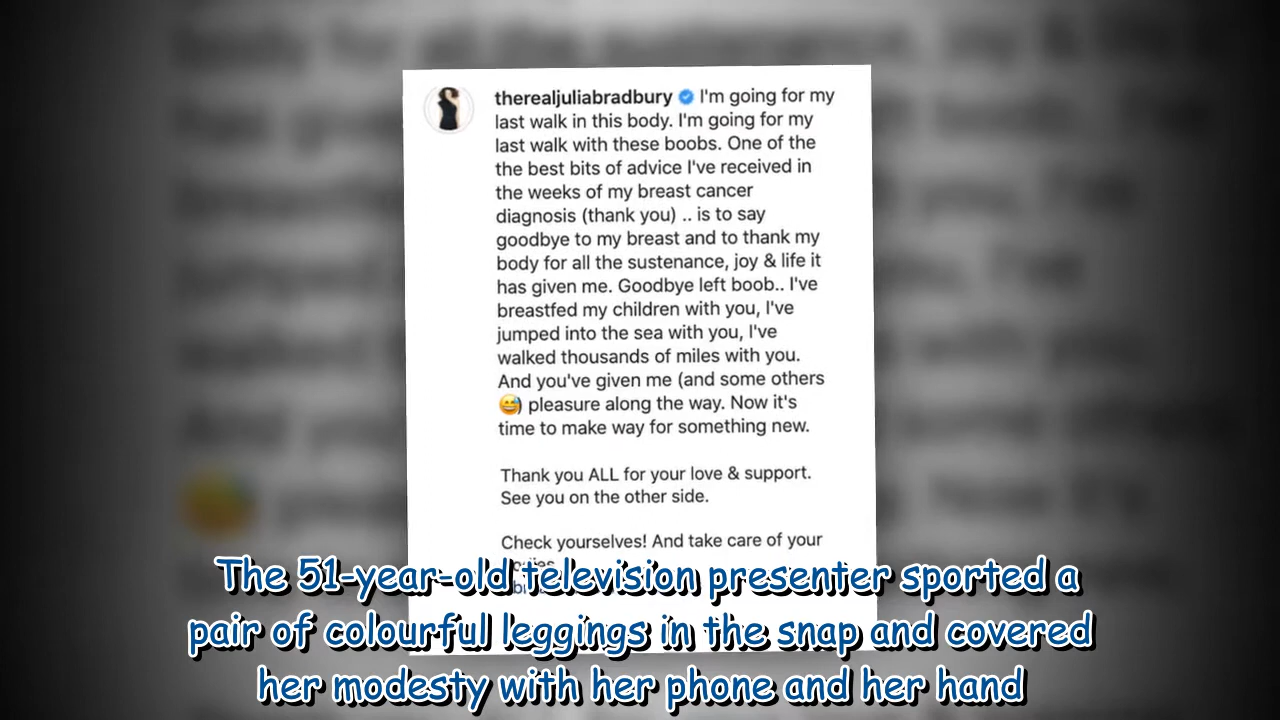 therealjuliabradbury I'm going for my
last walk in this body. I'm going for my
last walk with these boobs. One of the
the best bits of advice I've received in
the weeks of my breast cancer
diagnosis (thank you) .. is to say
goodbye to my breast and to thank my
body for all the sustenance, joy & life it
has given me. Goodbye left boob.. I've
breastfed my children with you, I've
jumped into the sea with you, I've
walked thousands of miles with you.
And you've given me (and some others
😅 pleasure along the way. Now it's
time to make way for something new.
Thank you ALL for your love & support.
See you on the other side.
Check yourselves! And take care of your
The 51-year-old television presenter sported a
pair of colourful leggings in the snap and covered
her modesty with her phone and her hand